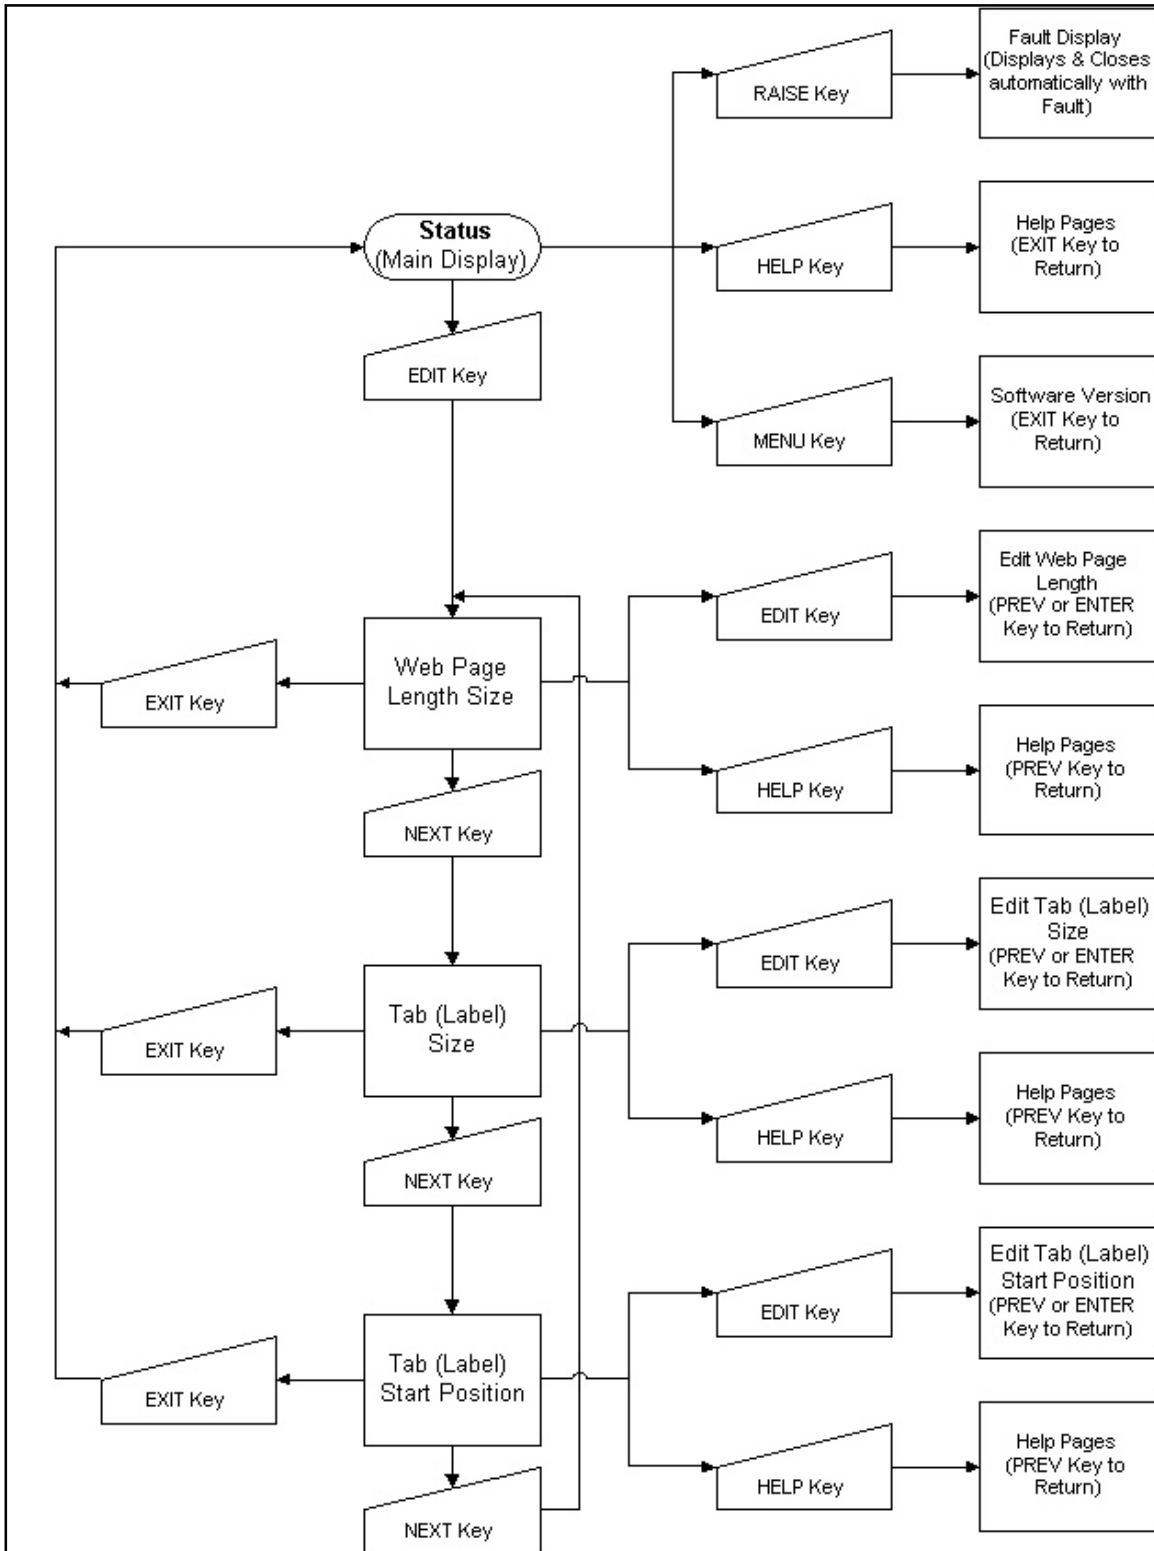 Fault Display
(Displays & Closes
automatically with
Fault)
RAISE Key
Status
(Main Display)
Help Pages
(EXIT Key to
Return)
HELP Key
EDIT Key
Software Version
(EXIT Key to
Return)
MENU Key
Edit Web Page
Length
(PREV or ENTER
Key to Return)
EDIT Key
Web Page
Length Size
EXIT Key
Help Pages
(PREV Key to
Return)
HELP Key
NEXT Key
Edit Tab (Label)
Size
(PREV or ENTER
Key to Return)
EDIT Key
Tab (Label)
Size
EXIT Key
Help Pages
(PREV Key to
Return)
HELP Key
NEXT Key
Edit Tab (Label)
Start Position
(PREV or ENTER
Key to Return)
EDIT Key
Tab (Label)
Start Position
EXIT Key
Help Pages
(PREV Key to
Return)
HELP Key
NEXT Key